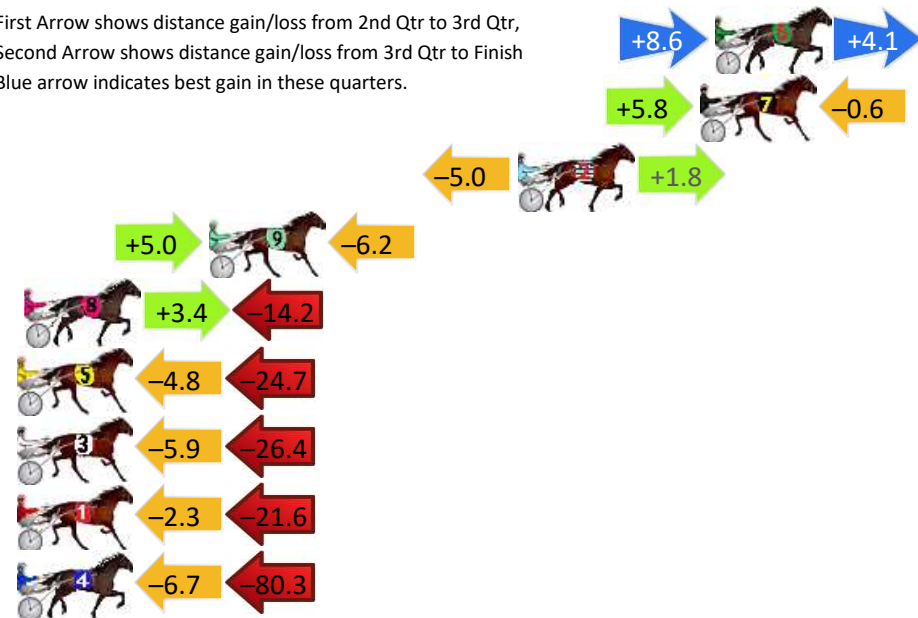 First Arrow shows distance gain/loss from 2nd Qtr to 3rd Qtr,
Second Arrow shows distance gain/loss from 3rd Qtr to Finish
Blue arrow indicates best gain in these quarters.
+8.6 6 +4.1
+5.8 7 –0.6
–5.0 2 +1.8
+5.0 9 –6.2
8 +3.4 –14.2
5 –4.8 –24.7
3 –5.9 –26.4
1 –2.3 –21.6
4 –6.7 –80.3